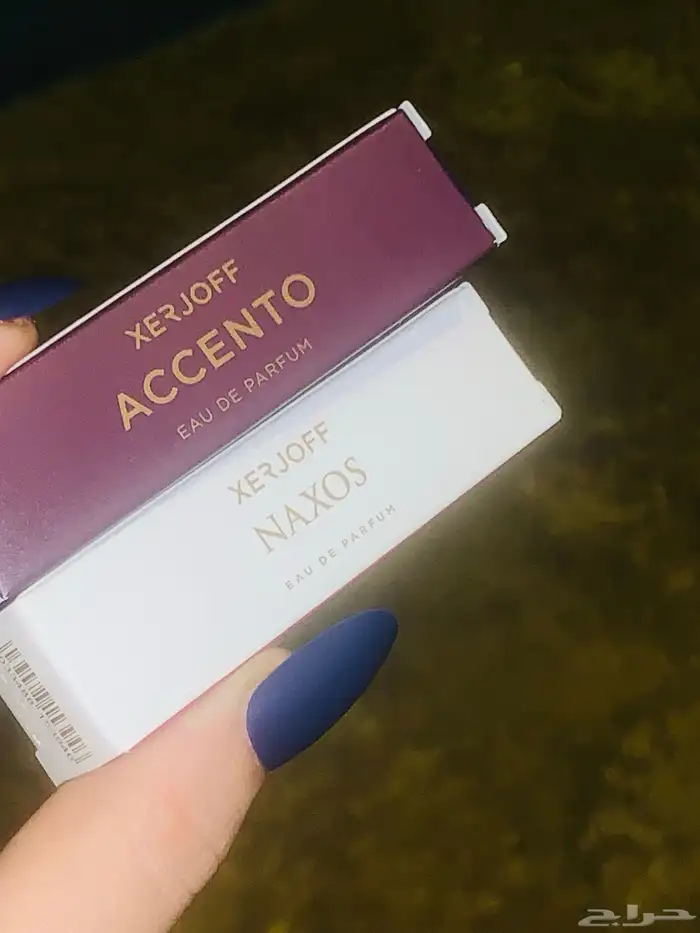 XERJOFF
ACCENTO
EAU DE PARFUM
XERJOFF
NAXOS
EAU DE PARFUM
حراج